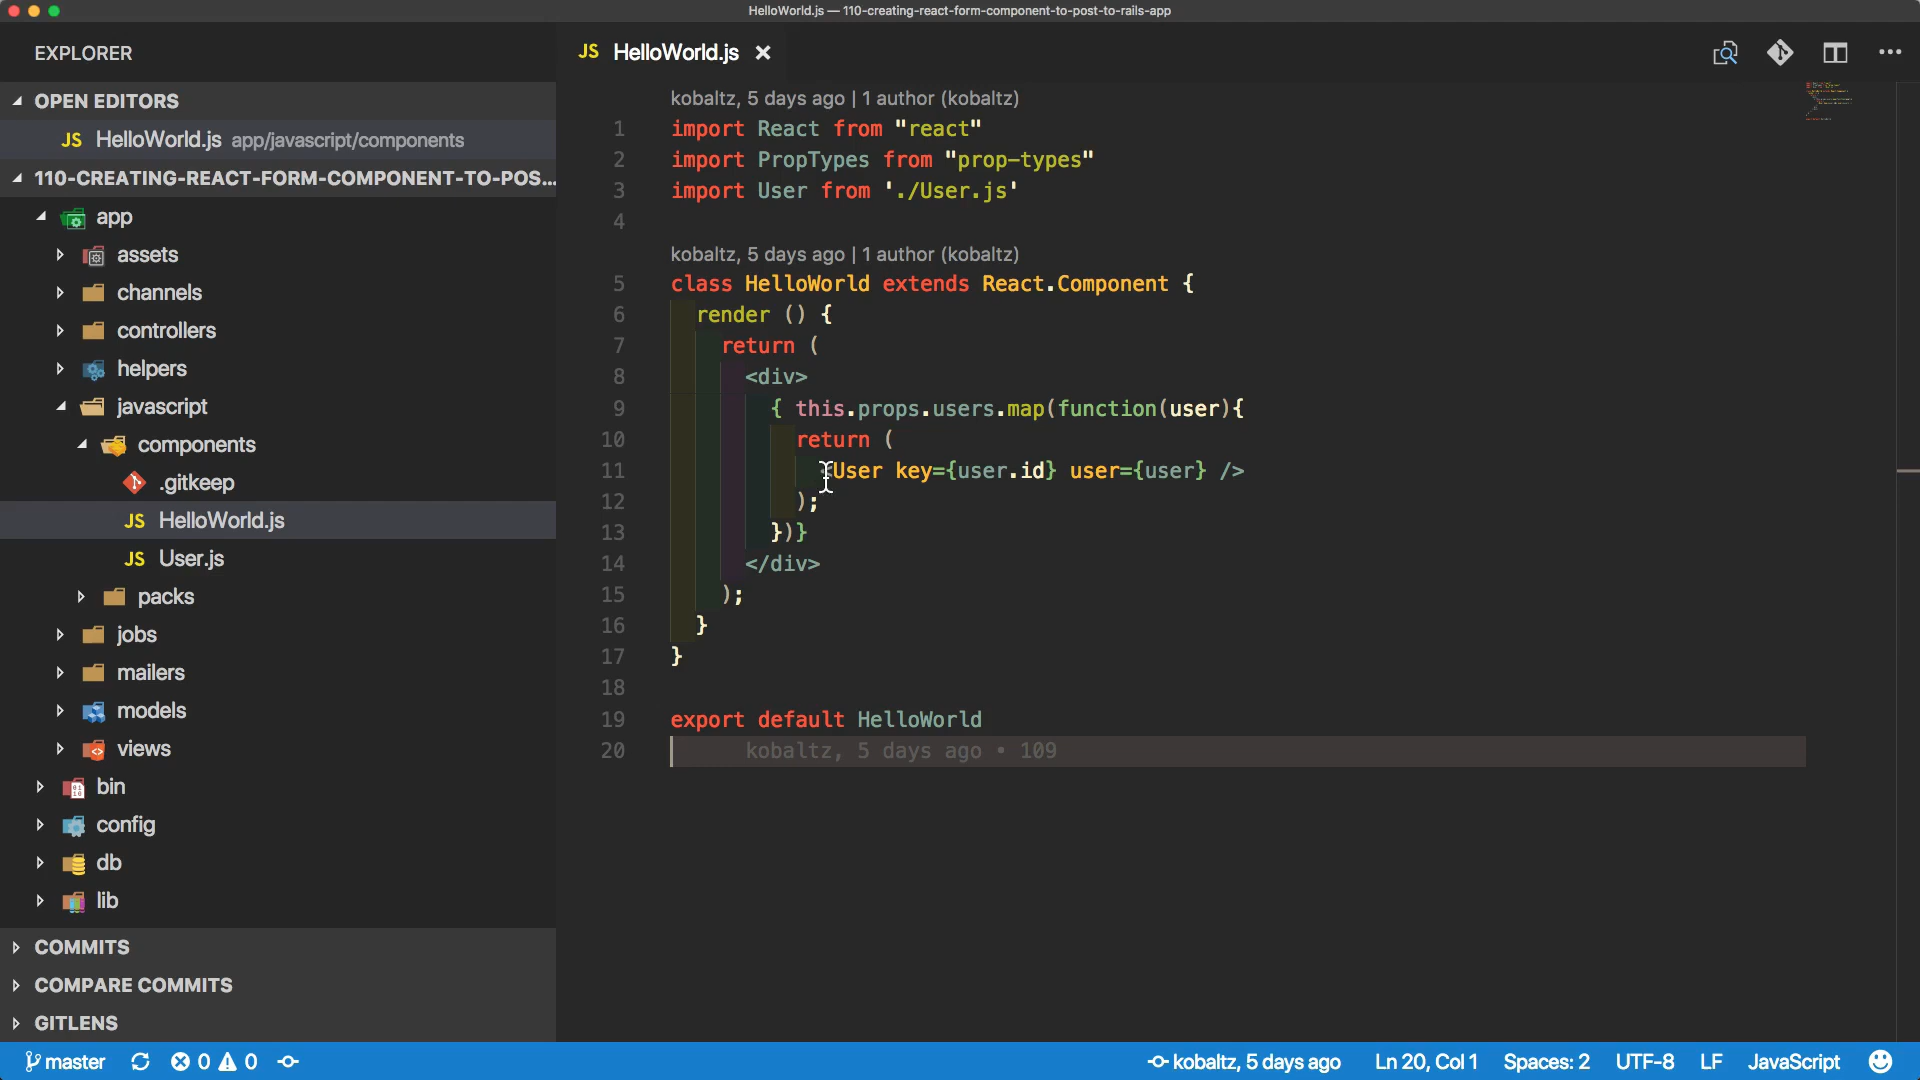 HelloWorld.js — 110-creating-react-form-component-to-post-to-rails-app
EXPLORER
OPEN EDITORS
JS HelloWorld.js app/javascript/components
110-CREATING-REACT-FORM-COMPONENT-TO-POS...
app
assets
channels
controllers
helpers
javascript
components
.gitkeep
JS HelloWorld.js
JS User.js
packs
jobs
mailers
models
views
bin
config
db
lib
COMMITS
COMPARE COMMITS
GITLENS
JS HelloWorld.js
kobaltz, 5 days ago | 1 author (kobaltz)
1 import React from "react"
2 import PropTypes from "prop-types"
3 import User from './User.js'
4
kobaltz, 5 days ago | 1 author (kobaltz)
5 class HelloWorld extends React.Component {
6 render () {
7 return (
8 <div>
9 { this.props.users.map(function(user){
10 return (
11 <User key={user.id} user={user} />
12 );
13 })}
14 </div>
15 );
16 }
17 }
18
19 export default HelloWorld
20 kobaltz, 5 days ago • 109
master 0 0 kobaltz, 5 days ago Ln 20, Col 1 Spaces: 2 UTF-8 LF JavaScript